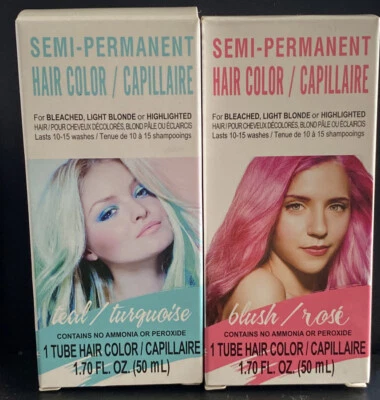 SEMI-PERMANENT
HAIR COLOR / CAPILLAIRE
For BLEACHED, LIGHT BLONDE or HIGHLIGHTED
HAIR/POUR CHEVEUX DÉCOLORÉS, BLOND PÂLE OU ÉCLAIRCIS
Lasts 10-15 washes / Tenue de 10 à 15 shampooings
teal / turquoise
CONTAINS NO AMMONIA OR PEROXIDE
1 TUBE HAIR COLOR / CAPILLAIRE
1.70 FL. OZ. (50 mL)
SEMI-PERMANENT
HAIR COLOR / CAPILLAIRE
For BLEACHED, LIGHT BLONDE or HIGHLIGHTED
HAIR/POUR CHEVEUX DÉCOLORÉS, BLOND PÂLE OU ÉCLAIRCIS
Lasts 10-15 washes / Tenue de 10 à 15 shampooings
blush / rosé
CONTAINS NO AMMONIA OR PEROXIDE
1 TUBE HAIR COLOR / CAPILLAIRE
1.70 FL. OZ. (50 mL)